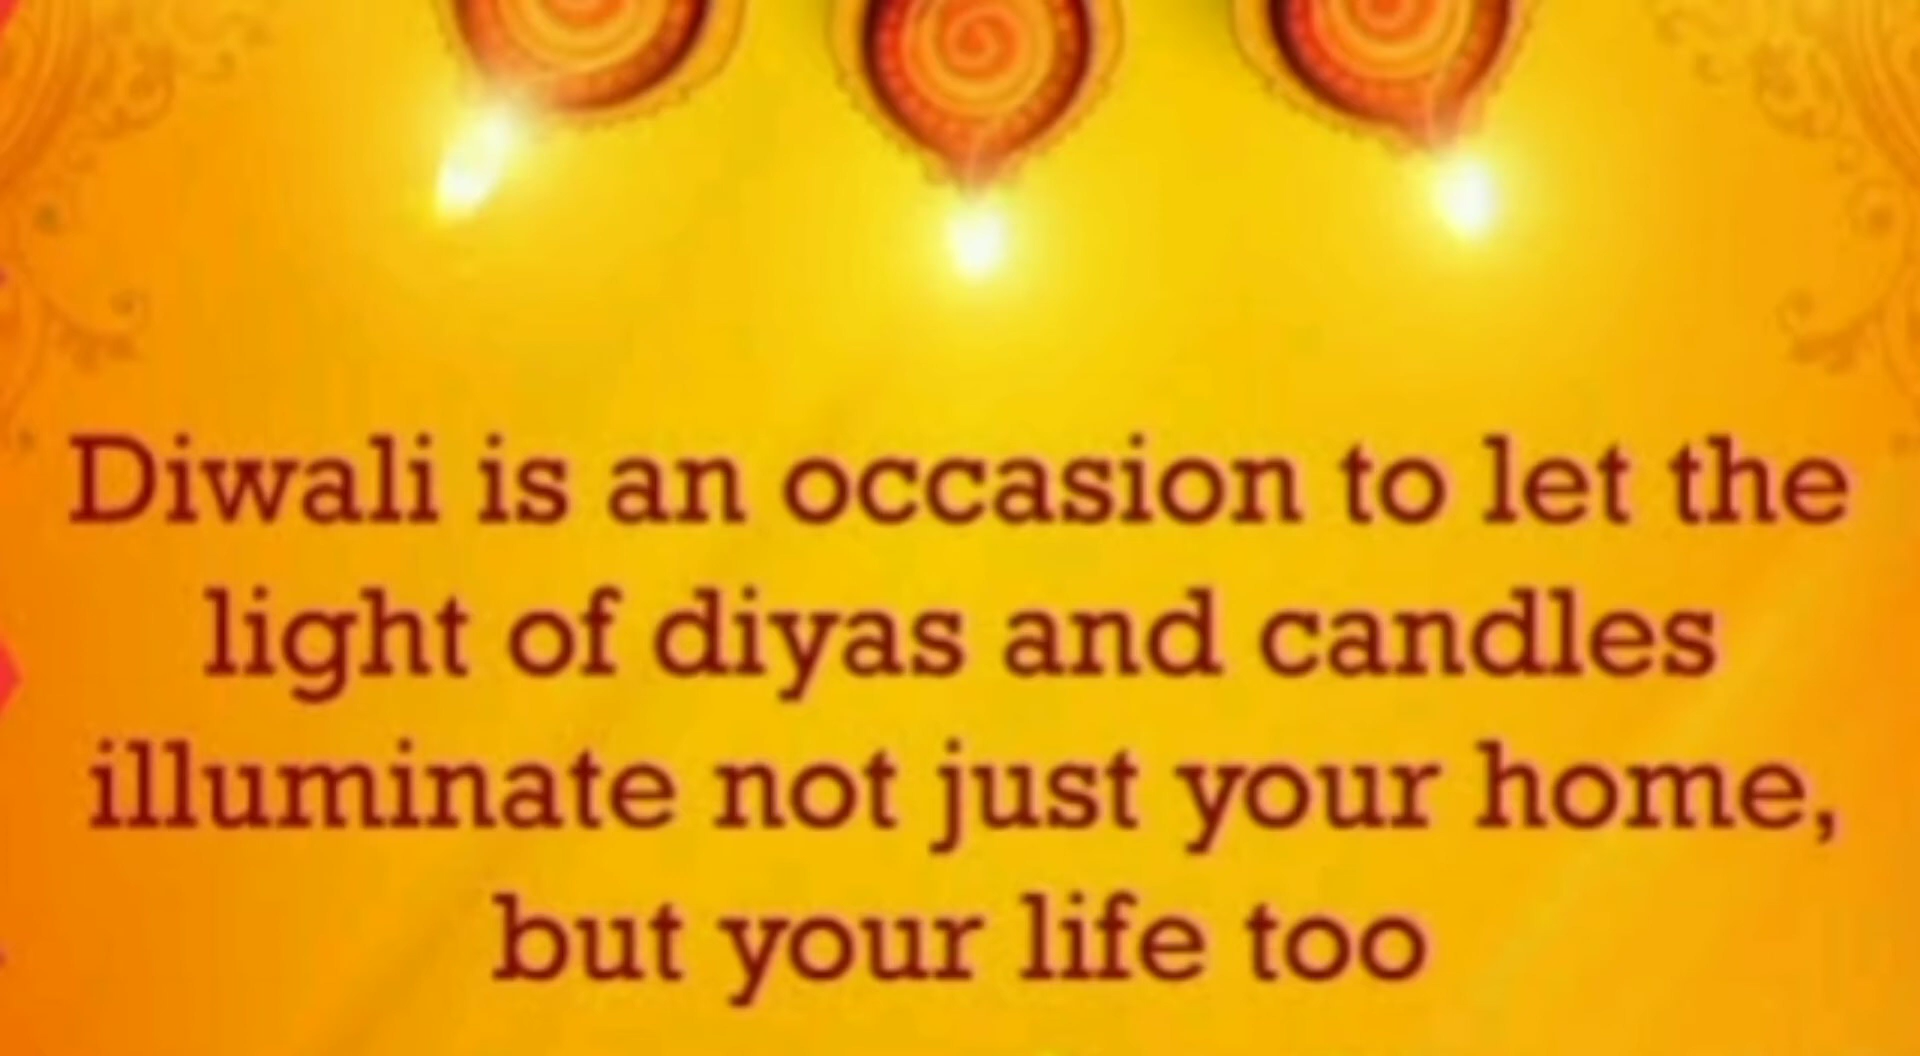 Diwali is an occasion to let the
light of diyas and candles
illuminate not just your home,
but your life too